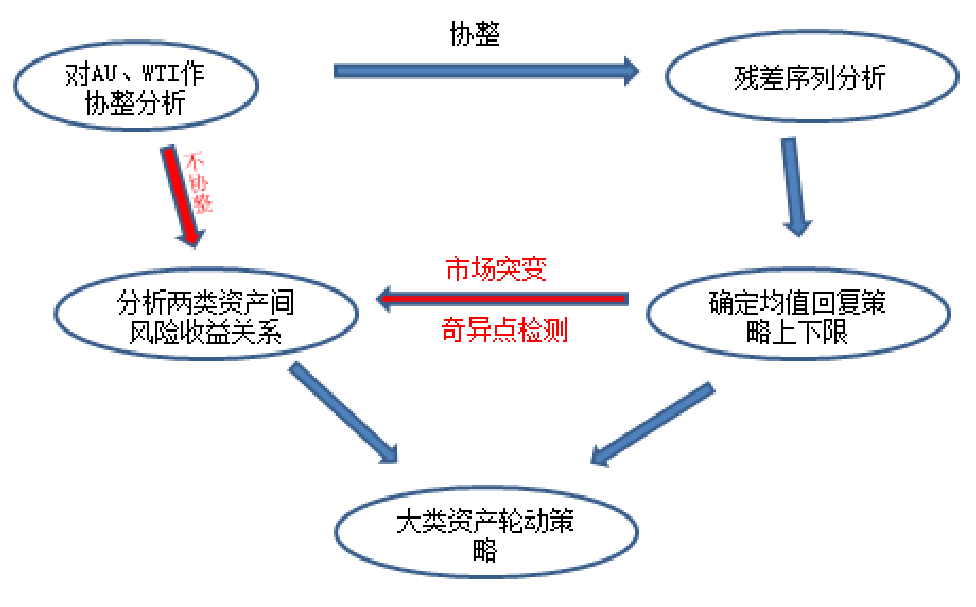 协整
对AU、WTI作
协整分析
残差序列分析
不协整
市场突变
分析两类资产间
风险收益关系
确定均值回复策
略上下限
奇异点检测
大类资产轮动策
略